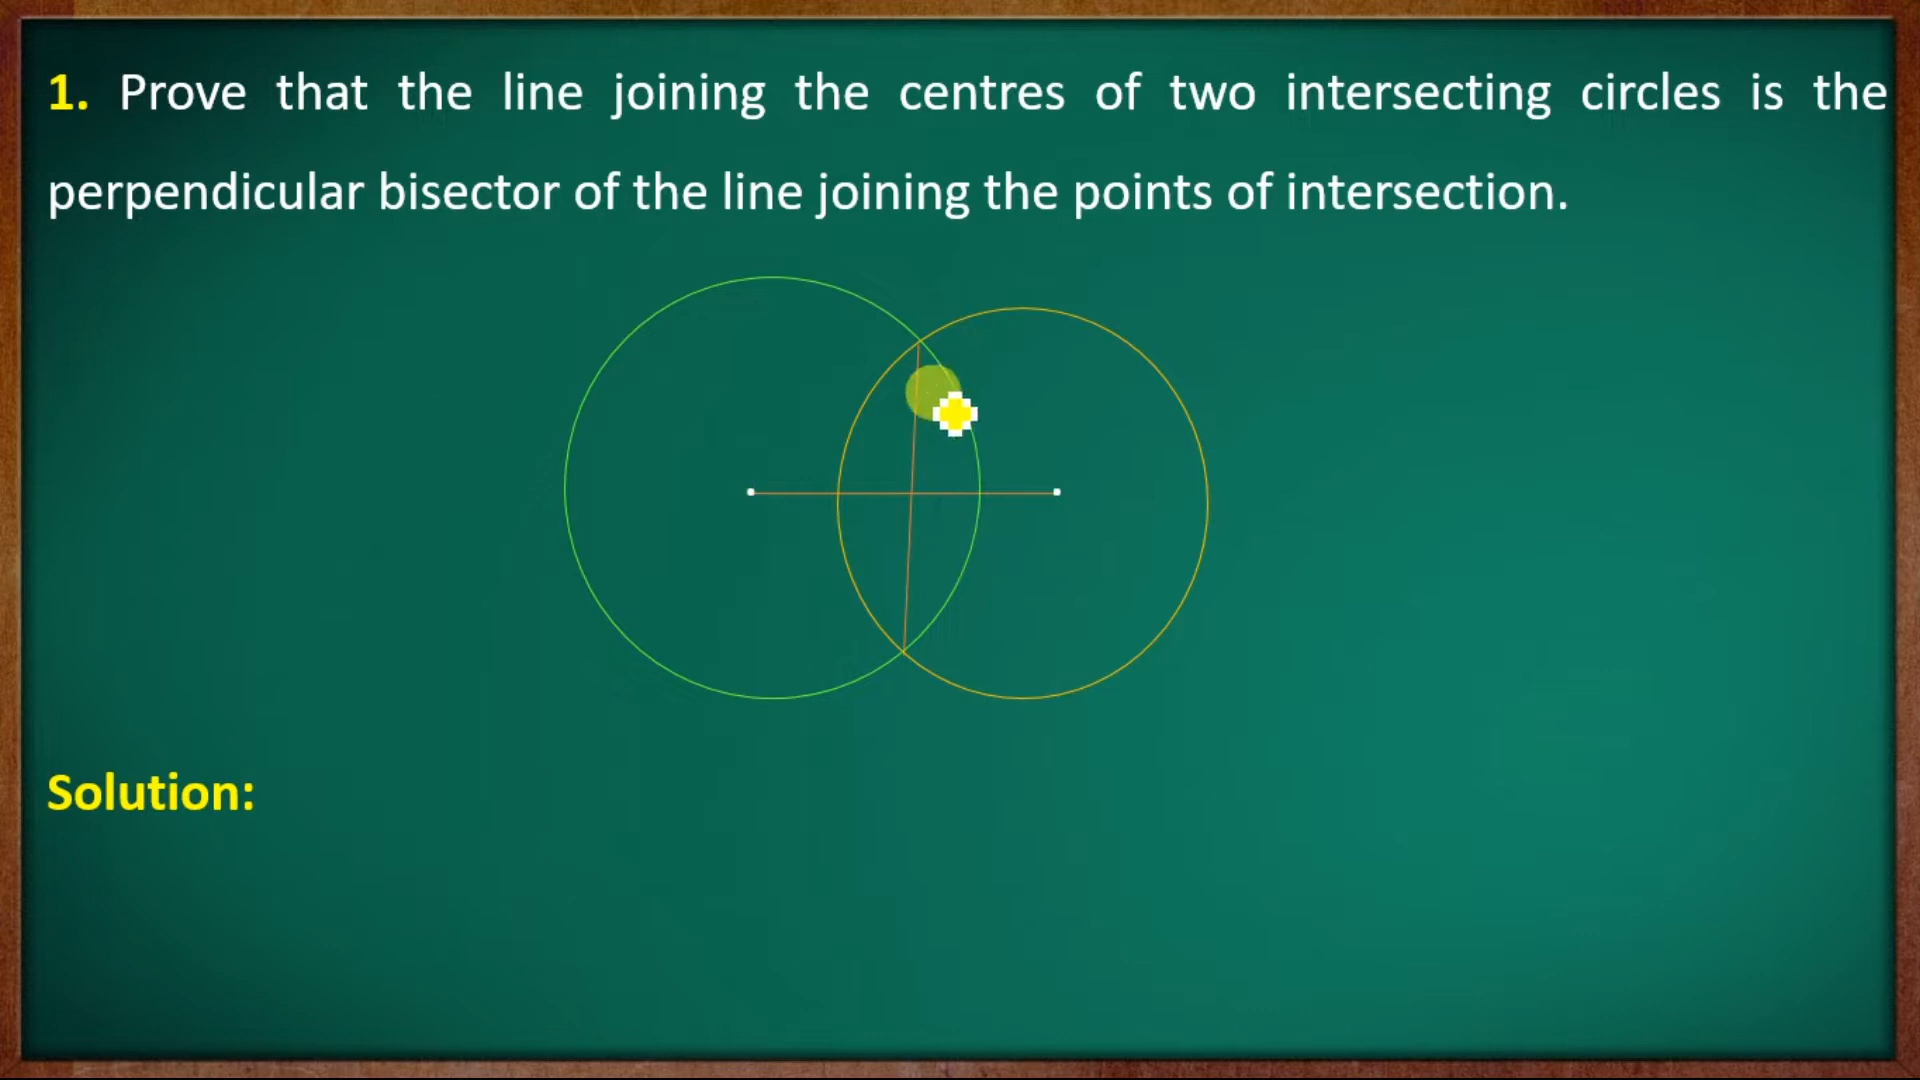 1. Prove that the line joining the centres of two intersecting circles is the
perpendicular bisector of the line joining the points of intersection.
Solution: